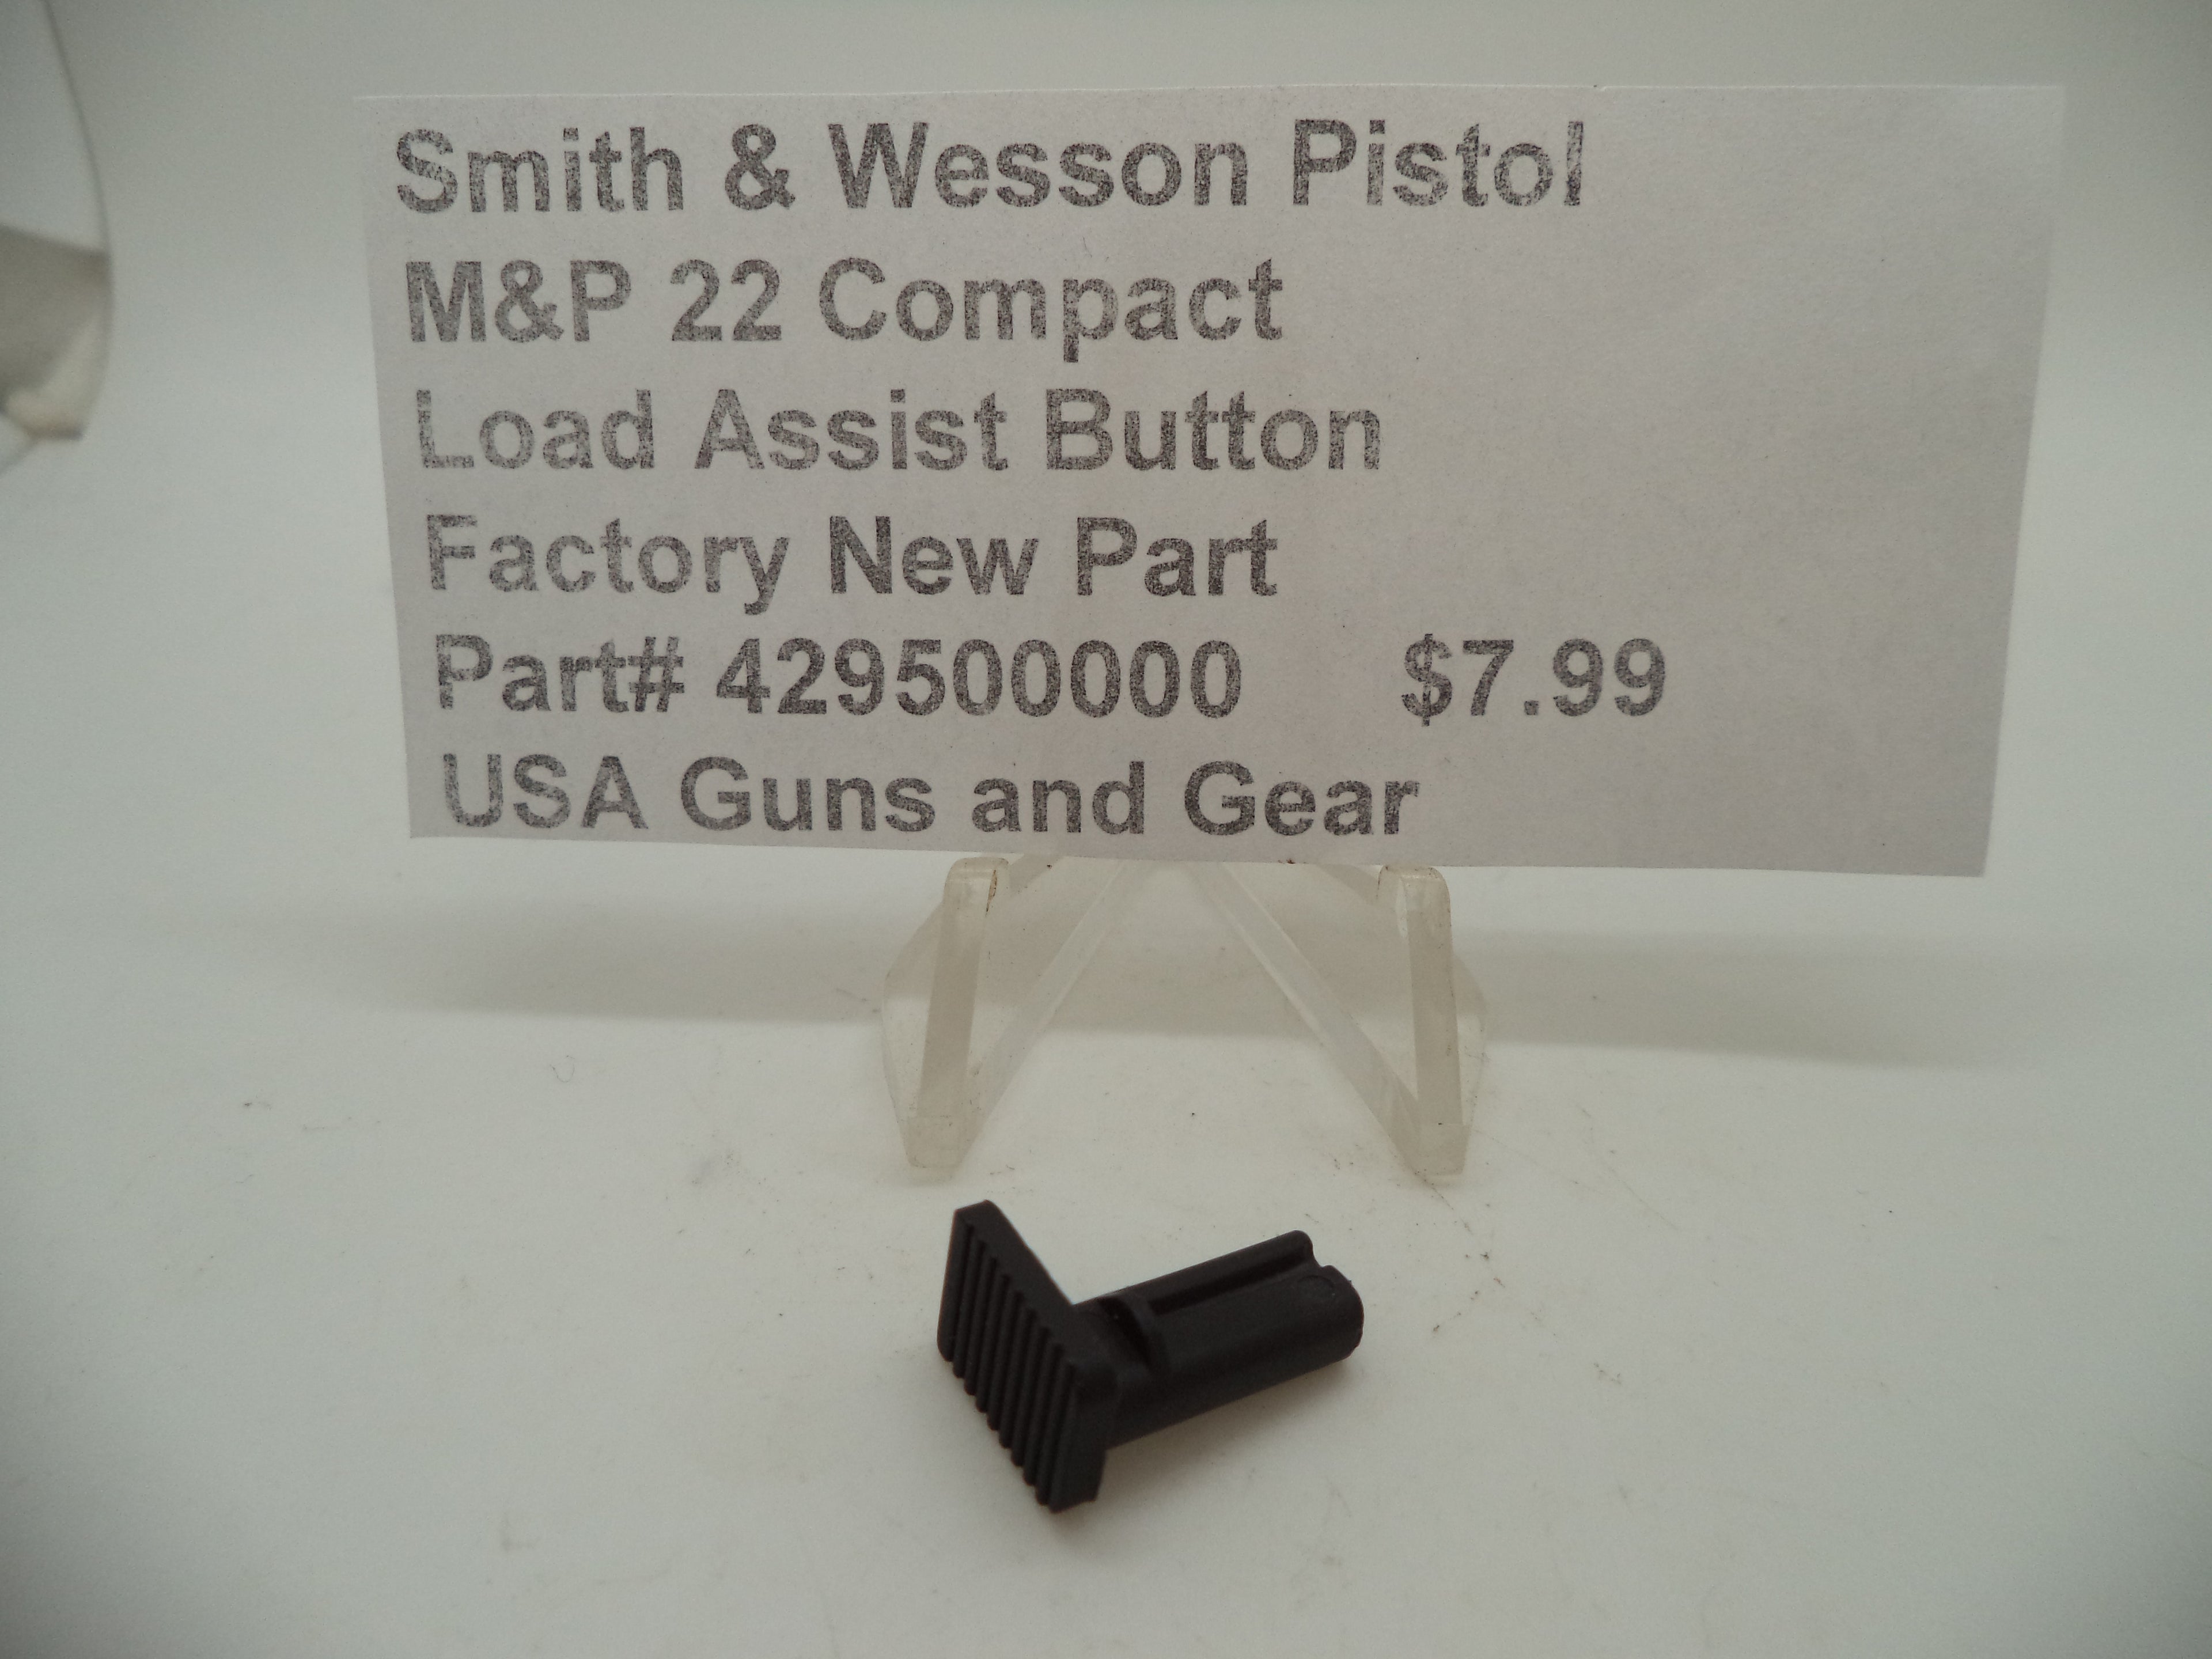 Smith & Wesson Pistol
M&P 22 Compact
Load Assist Button
Factory New Part
Part# 429500000 $7.99
USA Guns and Gear